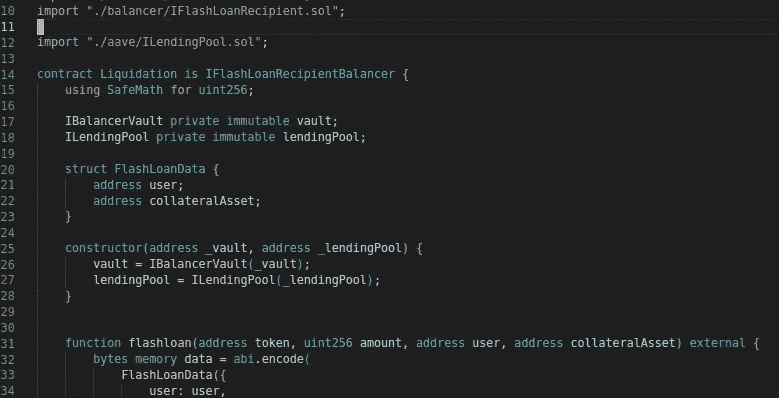 10 import "./balancer/IFlashLoanRecipient.sol";
11
12 import "./aave/ILendingPool.sol";
13
14 contract Liquidation is IFlashLoanRecipientBalancer {
15     using SafeMath for uint256;
16
17     IBalancerVault private immutable vault;
18     ILendingPool private immutable lendingPool;
19
20     struct FlashLoanData {
21         address user;
22         address collateralAsset;
23     }
24
25     constructor(address _vault, address _lendingPool) {
26         vault = IBalancerVault(_vault);
27         lendingPool = ILendingPool(_lendingPool);
28     }
29
30
31     function flashloan(address token, uint256 amount, address user, address collateralAsset) external {
32         bytes memory data = abi.encode(
33             FlashLoanData({
34                 user: user,